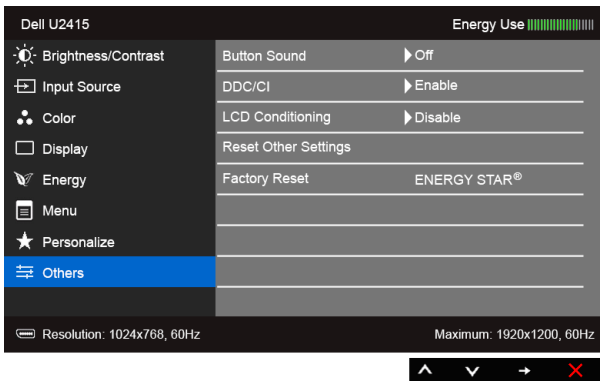 Dell U2415 Energy Use
Brightness/Contrast Button Sound Off
Input Source DDC/CI Enable
Color LCD Conditioning Disable
Display Reset Other Settings
Energy Factory Reset ENERGY STAR®
Menu
Personalize
Others
Resolution: 1024x768, 60Hz Maximum: 1920x1200, 60Hz